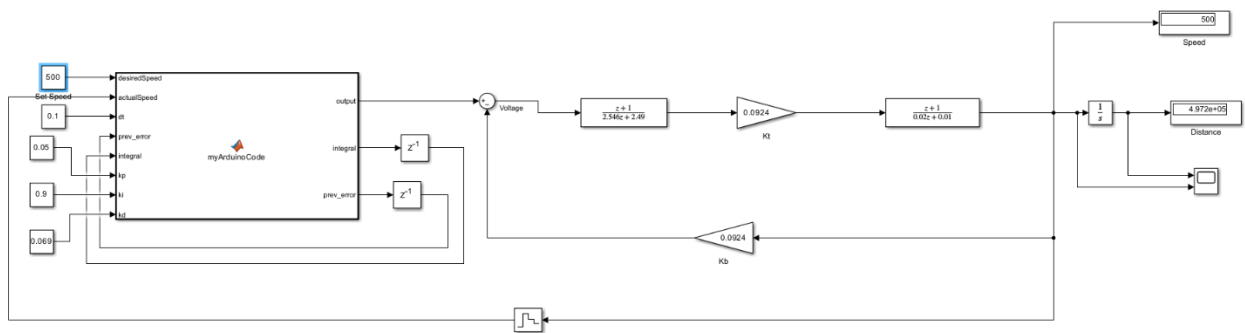 500
Speed
500
Set Speed
desiredSpeed
actualSpeed
0.1
dt
prev_error
0.05
integral
kp
0.9
ki
0.069
kd
myArduinoCode
output
integral
prev_error
z-1
z-1
+
-
Voltage
z + 1
2.546z + 2.49
0.0924
Kt
z + 1
0.02z + 0.01
1
s
4.972e+05
Distance
0.0924
Kb